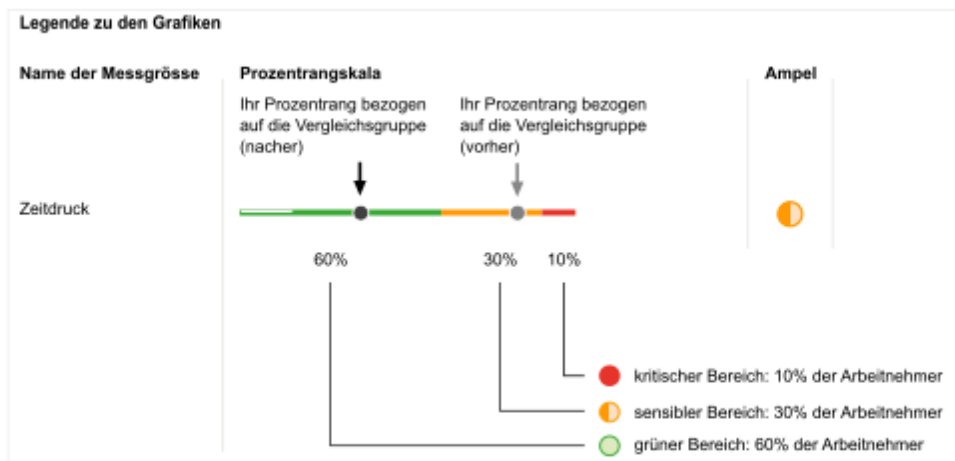 Legende zu den Grafiken
Name der Messgrösse
Prozentrangskala
Ampel
Ihr Prozentrang bezogen
auf die Vergleichsgruppe
(nacher)
Ihr Prozentrang bezogen
auf die Vergleichsgruppe
(vorher)
Zeitdruck
60%
30%
10%
kritischer Bereich: 10% der Arbeitnehmer
sensibler Bereich: 30% der Arbeitnehmer
grüner Bereich: 60% der Arbeitnehmer